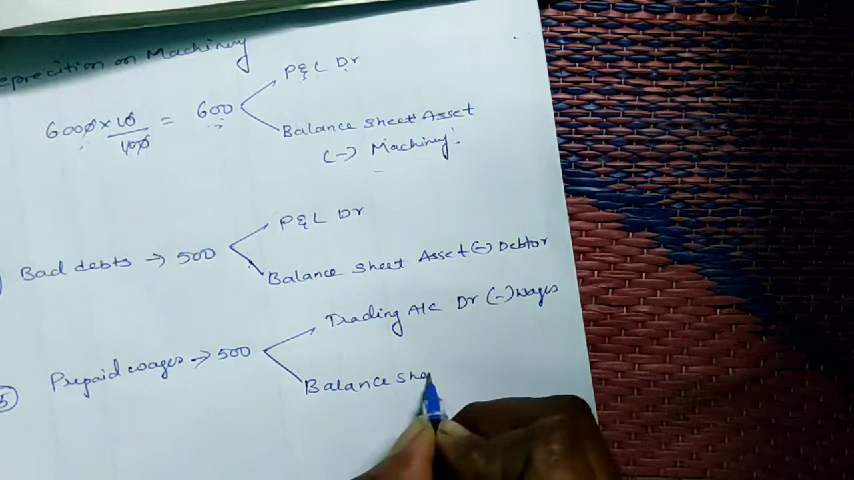 eprecition on Machinery
P&L Dr
6000 × 10 / 100 = 600
Balance Sheet Asset
(-) Machinery
P&L Dr
Bad debts → 500
Balance Sheet Asset (-) Debtor
Trading A/c Dr (-) wages
5 Prepaid wages → 500
Balance She